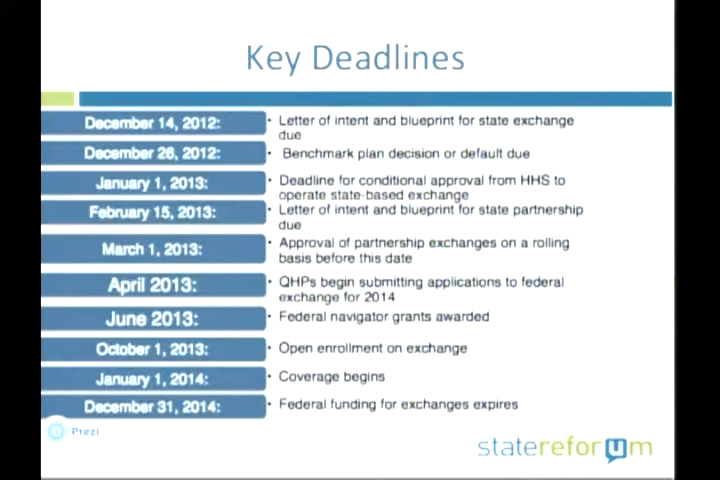 Key Deadlines
December 14, 2012:
• Letter of intent and blueprint for state exchange
due
December 26, 2012:
• Benchmark plan decision or default due
January 1, 2013:
• Deadline for conditional approval from HHS to
operate state-based exchange
February 15, 2013:
• Letter of intent and blueprint for state partnership
due
March 1, 2013:
• Approval of partnership exchanges on a rolling
basis before this date
April 2013:
• QHPs begin submitting applications to federal
exchange for 2014
June 2013:
• Federal navigator grants awarded
October 1, 2013:
• Open enrollment on exchange
January 1, 2014:
• Coverage begins
December 31, 2014:
• Federal funding for exchanges expires
Prezi
statereforum